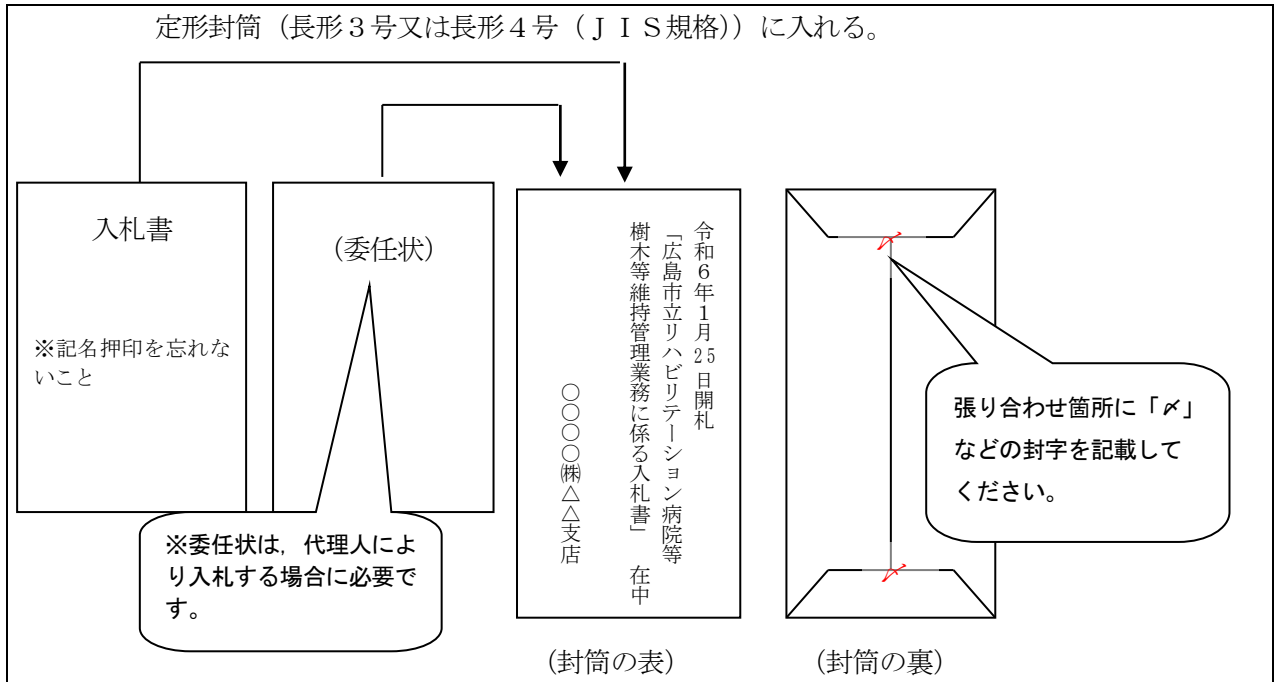 定形封筒（長形３号又は長形４号（ＪＩＳ規格））に入れる。
入札書
※記名押印を忘れな
いこと
（委任状）
※委任状は，代理人によ
り入札する場合に必要で
す。
令和６年１月25日開札
「広島市立リハビリテーション病院等
樹木等維持管理業務に係る入札書」　在中
○○○○㈱△△支店
〆
〆
張り合わせ箇所に「〆」
などの封字を記載して
ください。
（封筒の表）
（封筒の裏）